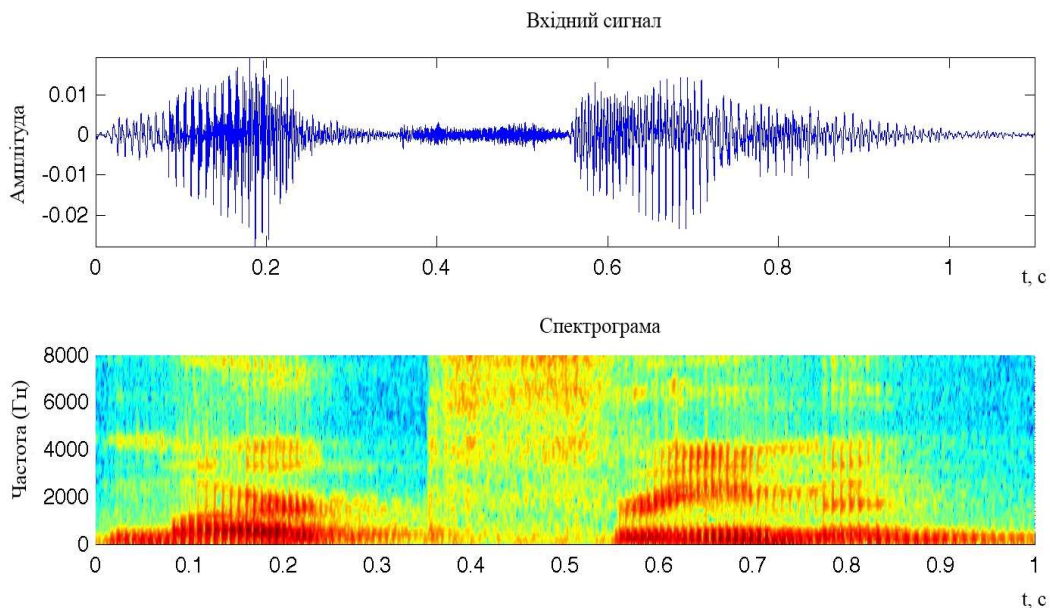 Вхідний сигнал
Амплітуда
0.01
0
-0.01
-0.02
0 0.2 0.4 0.6 0.8 1
t, с
Спектрограма
Частота (Гц)
8000
6000
4000
2000
0
0 0.1 0.2 0.3 0.4 0.5 0.6 0.7 0.8 0.9 1
t, с